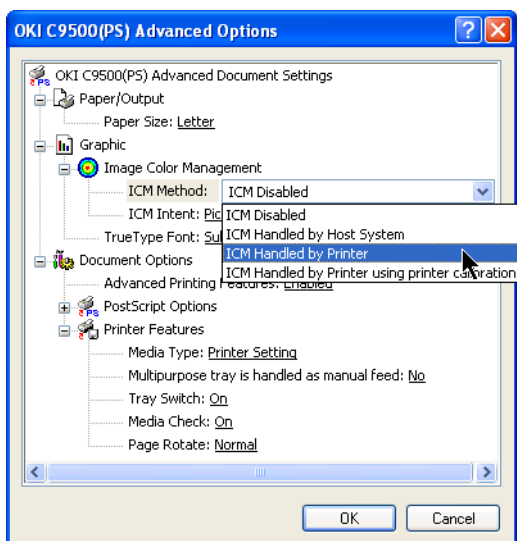 OKI C9500(PS) Advanced Options
OKI C9500(PS) Advanced Document Settings
Paper/Output
Paper Size: Letter
Graphic
Image Color Management
ICM Method: ICM Disabled
ICM Intent: Pic
ICM Disabled
ICM Handled by Host System
TrueType Font: Sub
ICM Handled by Printer
Document Options
ICM Handled by Printer using printer calibration
Advanced Printing Features: Enabled
PostScript Options
Printer Features
Media Type: Printer Setting
Multipurpose tray is handled as manual feed: No
Tray Switch: On
Media Check: On
Page Rotate: Normal
OK Cancel